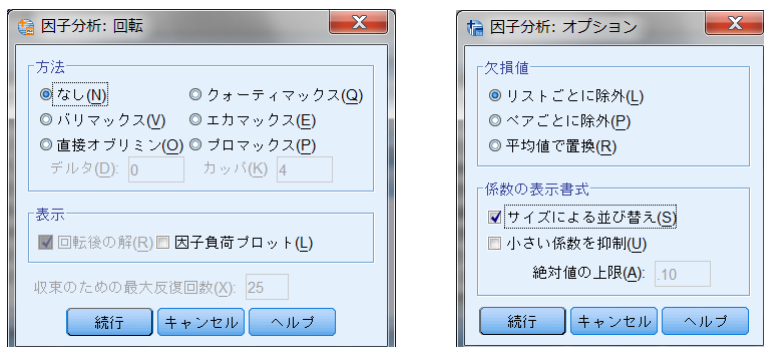 因子分析: 回転
方法
なし(N)
クォーティマックス(Q)
バリマックス(V)
エカマックス(E)
直接オブリミン(O)
プロマックス(P)
デルタ(D): 0
カッパ(K) 4
表示
回転後の解(R)
因子負荷プロット(L)
収束のための最大反復回数(X): 25
続行
キャンセル
ヘルプ
因子分析: オプション
欠損値
リストごとに除外(L)
ペアごとに除外(P)
平均値で置換(R)
係数の表示書式
サイズによる並び替え(S)
小さい係数を抑制(U)
絶対値の上限(A): .10
続行
キャンセル
ヘルプ